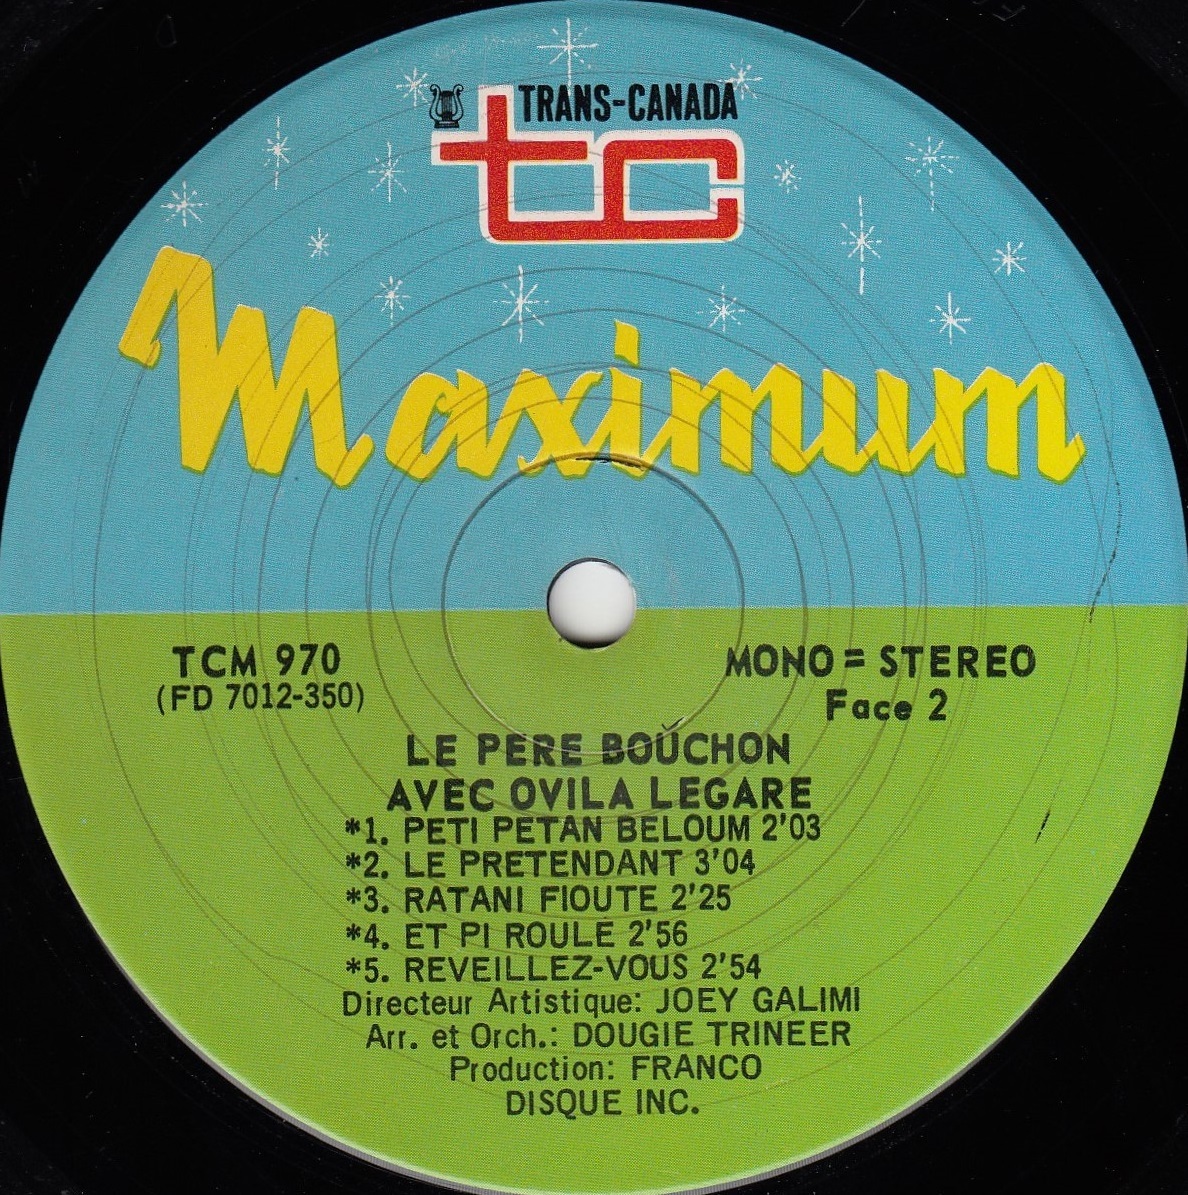 TRANS-CANADA
tc
Maximum
TCM 970
(FD 7012-350)
MONO = STEREO
Face 2
LE PERE BOUCHON
AVEC OVILA LEGARE
*1. PETI PETAN BELOUM 2'03
*2. LE PRETENDANT 3'04
*3. RATANI FIOUTE 2'25
*4. ET PI ROULE 2'56
*5. REVEILLEZ-VOUS 2'54
Directeur Artistique: JOEY GALIMI
Arr. et Orch.: DOUGIE TRINEER
Production: FRANCO
DISQUE INC.